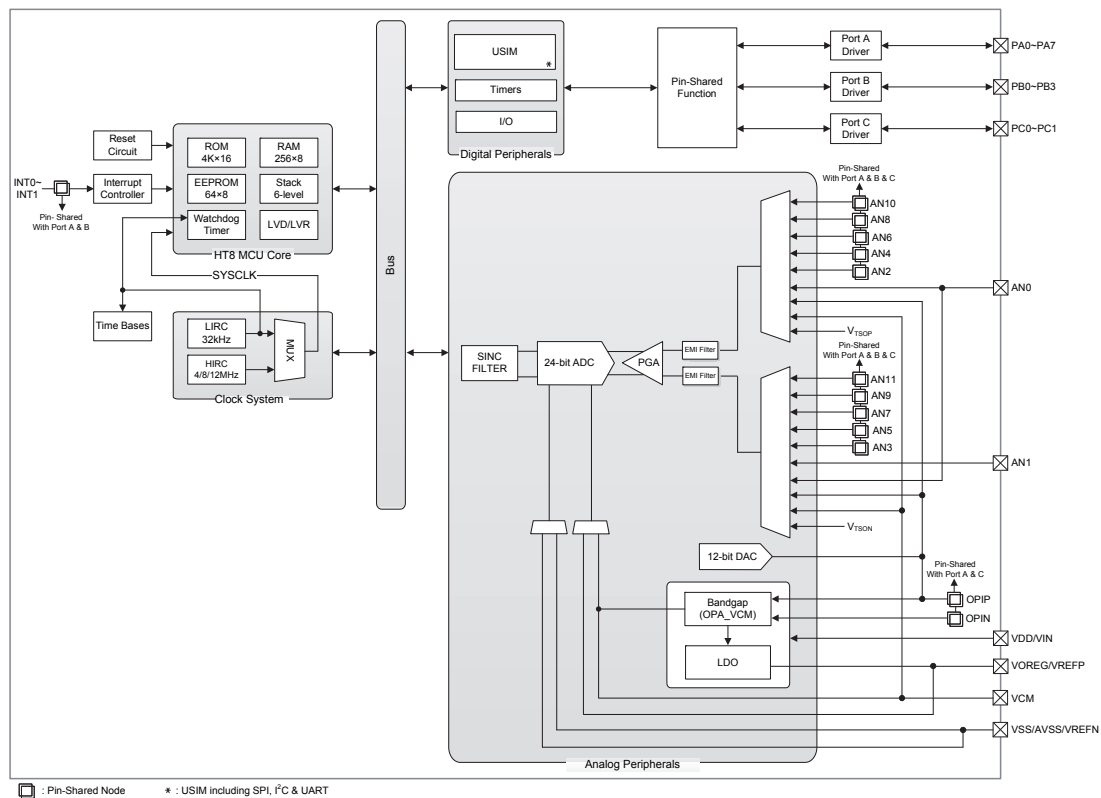 USIM
*
Timers
I/O
Digital Peripherals
Pin-Shared
Function
Port A
Driver
Port B
Driver
Port C
Driver
PA0~PA7
PB0~PB3
PC0~PC1
Reset
Circuit
INT0~
INT1
Interrupt
Controller
Pin- Shared
With Port A & B
ROM
4K×16
RAM
256×8
EEPROM
64×8
Stack
6-level
Watchdog
Timer
LVD/LVR
HT8 MCU Core
SYSCLK
Time Bases
LIRC
32kHz
HIRC
4/8/12MHz
MUX
Clock System
Bus
SINC
FILTER
24-bit ADC
PGA
EMI Filter
EMI Filter
Pin-Shared
With Port A & B & C
AN10
AN8
AN6
AN4
AN2
AN0
VTSOP
Pin-Shared
With Port A & B & C
AN11
AN9
AN7
AN5
AN3
AN1
VTSON
12-bit DAC
Pin-Shared
With Port A & C
OPIP
OPIN
Bandgap
(OPA_VCM)
LDO
VDD/VIN
VOREG/VREFP
VCM
VSS/AVSS/VREFN
Analog Peripherals
: Pin-Shared Node
* : USIM including SPI, I²C & UART